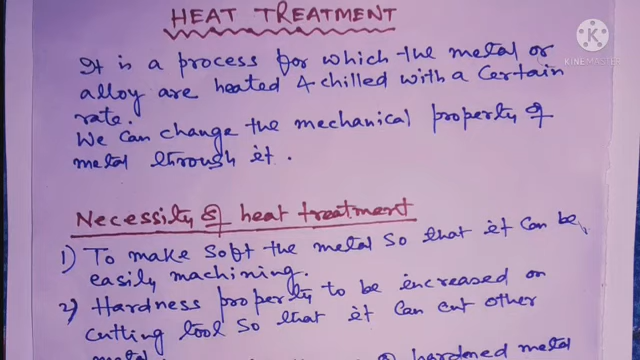 HEAT TREATMENT
KINEMASTER
It is a process for which the metal or
alloy are heated & chilled with a certain
rate.
We can change the mechanical property of
metal through it.
Necessity of heat treatment
1) To make soft the metal so that it can be
easily machining.
2) Hardness property to be increased on
cutting tool so that it can cut other
metal
hardened metal